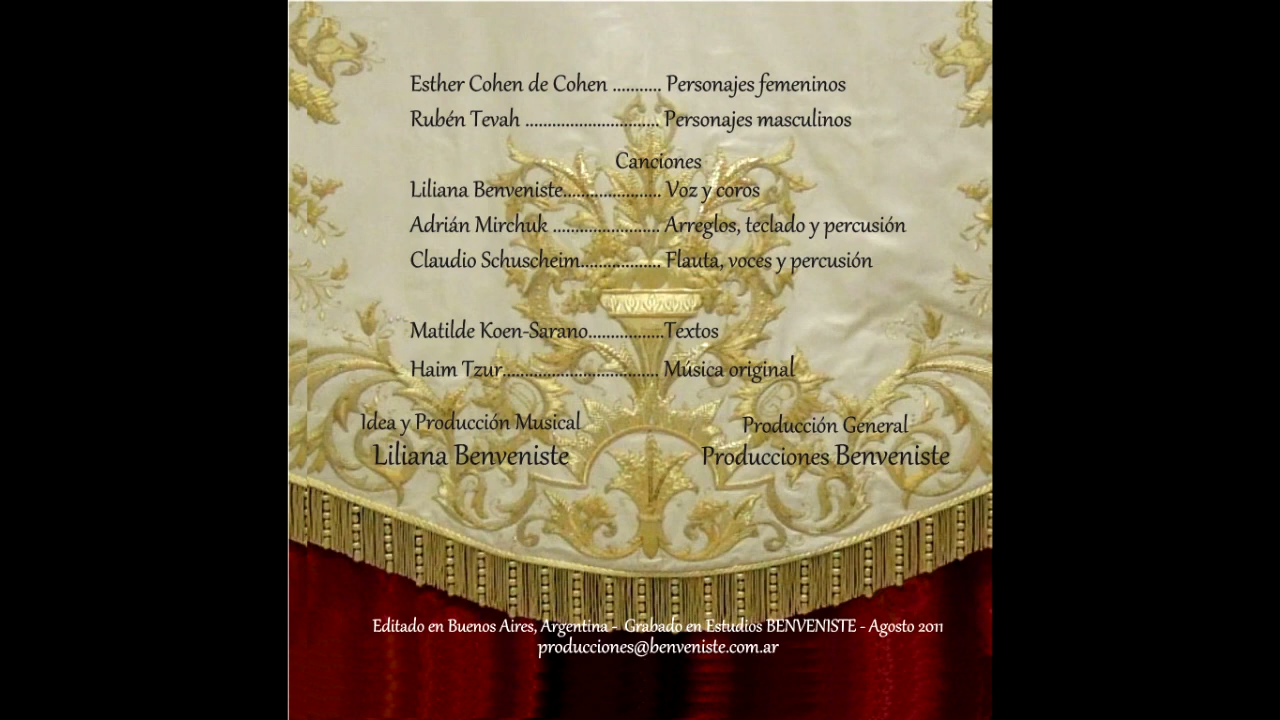 Esther Cohen de Cohen ........... Personajes femeninos
Rubén Tevah .............................. Personajes masculinos
Canciones
Liliana Benveniste...................... Voz y coros
Adrián Mirchuk ........................ Arreglos, teclado y percusión
Claudio Schuscheim.................. Flauta, voces y percusión
Matilde Koen-Sarano.................Textos
Haim Tzur................................... Música original
Idea y Producción Musical
Liliana Benveniste
Producción General
Producciones Benveniste
Editado en Buenos Aires, Argentina - Grabado en Estudios BENVENISTE - Agosto 2011
producciones@benveniste.com.ar